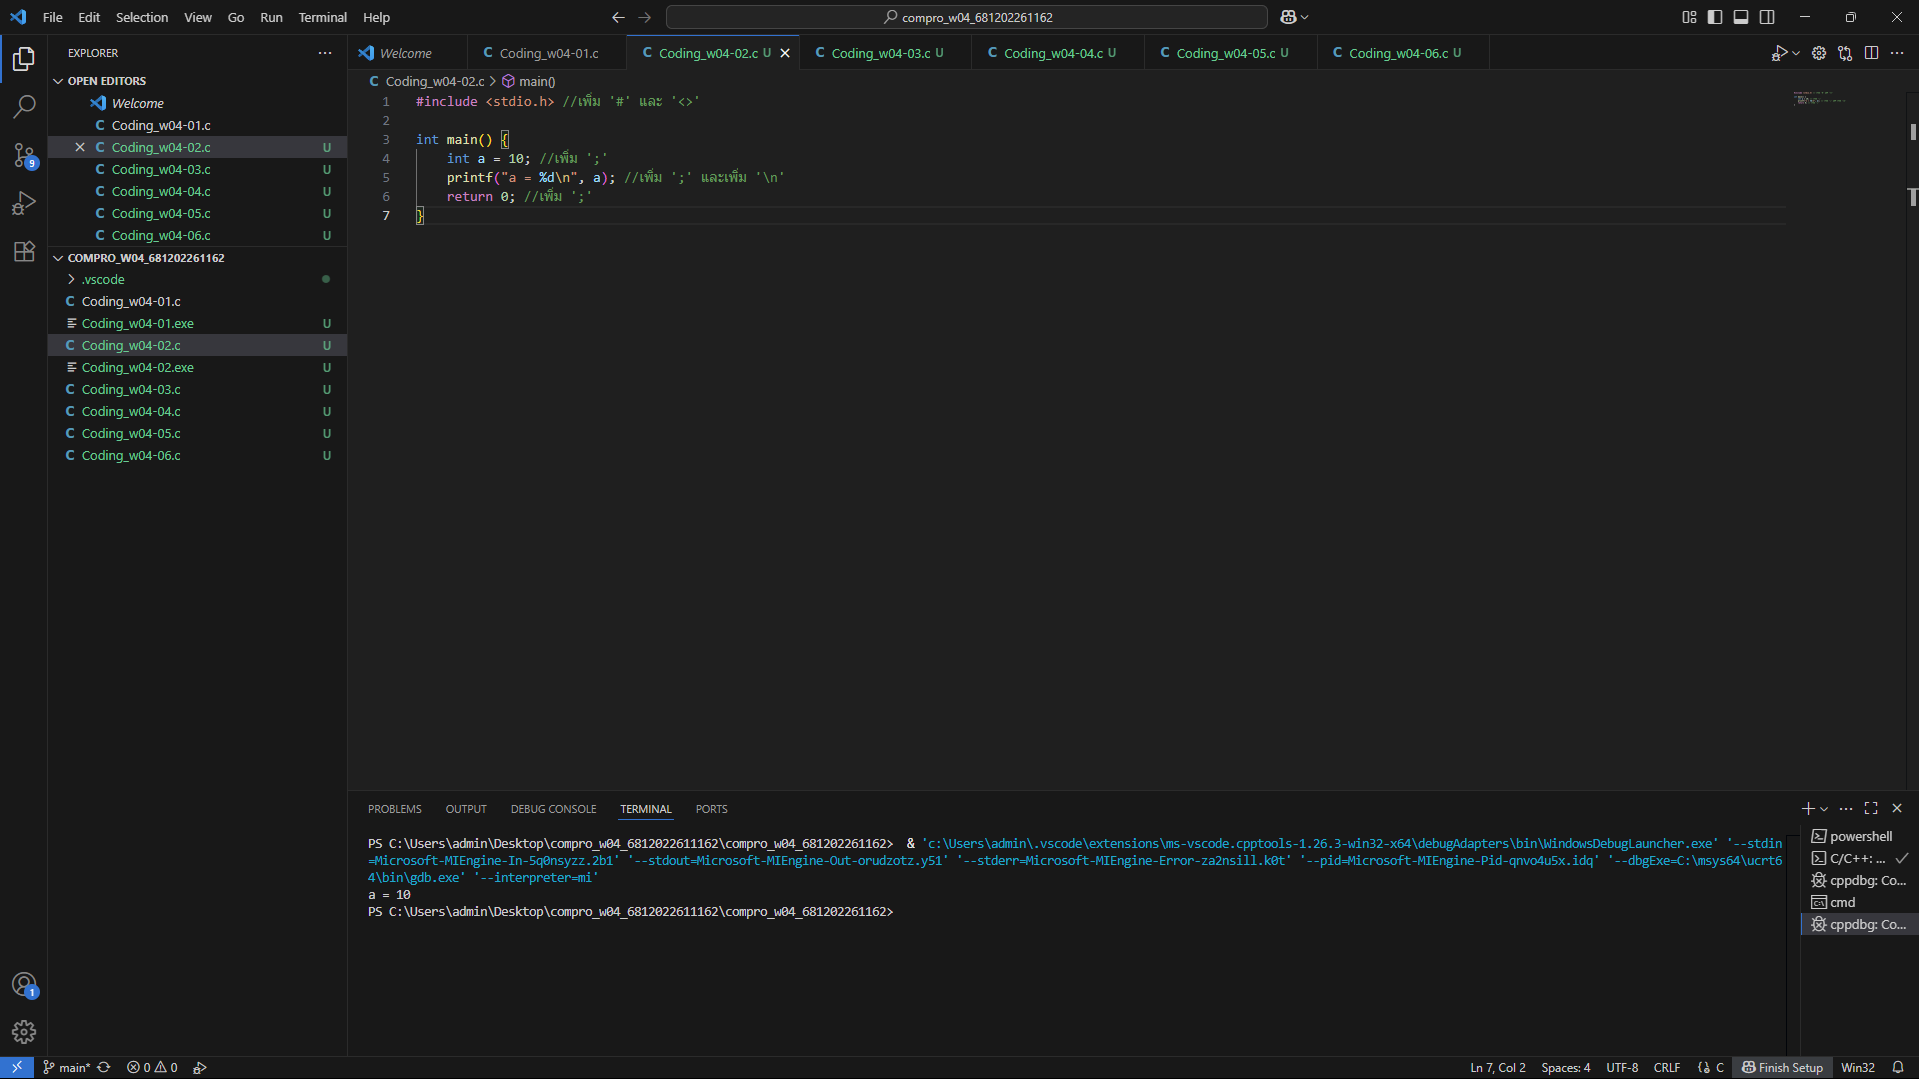 File Edit Selection View Go Run Terminal Help
compro_w04_681202261162
EXPLORER
OPEN EDITORS
Welcome
Coding_w04-01.c
Coding_w04-02.c U
Coding_w04-03.c U
Coding_w04-04.c U
Coding_w04-05.c U
Coding_w04-06.c U
COMPRO_W04_681202261162
.vscode
Coding_w04-01.c
Coding_w04-01.exe U
Coding_w04-02.c U
Coding_w04-02.exe U
Coding_w04-03.c U
Coding_w04-04.c U
Coding_w04-05.c U
Coding_w04-06.c U
9
1
Welcome Coding_w04-01.c Coding_w04-02.c U Coding_w04-03.c U Coding_w04-04.c U Coding_w04-05.c U Coding_w04-06.c U
Coding_w04-02.c > main()
1 #include <stdio.h> //เพิ่ม '#' และ '<>'
2
3 int main() {
4 int a = 10; //เพิ่ม ';'
5 printf("a = %d\n", a); //เพิ่ม ';' และเพิ่ม '\n'
6 return 0; //เพิ่ม ';'
7 }
PROBLEMS OUTPUT DEBUG CONSOLE TERMINAL PORTS
PS C:\Users\admin\Desktop\compro_w04_6812022611162\compro_w04_681202261162> & 'c:\Users\admin\.vscode\extensions\ms-vscode.cpptools-1.26.3-win32-x64\debugAdapters\bin\WindowsDebugLauncher.exe' '--stdin
=Microsoft-MIEngine-In-5q0nsyzz.2b1' '--stdout=Microsoft-MIEngine-Out-orudzotz.y51' '--stderr=Microsoft-MIEngine-Error-za2nsill.k0t' '--pid=Microsoft-MIEngine-Pid-qnvo4u5x.idq' '--dbgExe=C:\msys64\ucrt6
4\bin\gdb.exe' '--interpreter=mi'
a = 10
PS C:\Users\admin\Desktop\compro_w04_6812022611162\compro_w04_681202261162>
powershell
C/C++: ...
cppdbg: Co...
cmd
cppdbg: Co...
main* 0 0
Ln 7, Col 2 Spaces: 4 UTF-8 CRLF {} C Finish Setup Win32